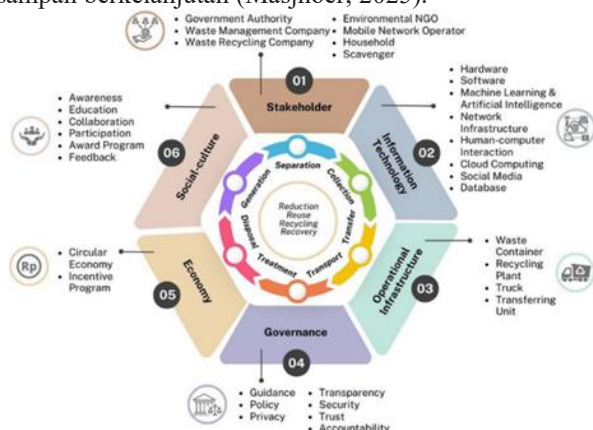 sampah berkelanjutan (Masjhoer, 2025).
Government Authority
Waste Management Company
Waste Recycling Company
Environmental NGO
Mobile Network Operator
Household
Scavenger
01
Stakeholder
Hardware
Software
Machine Learning &
Artificial Intelligence
Network
Infrastructure
Human-computer
Interaction
Cloud Computing
Social Media
Database
02
Information
Technology
Waste
Container
Recycling
Plant
Truck
Transferring
Unit
03
Operational
Infrastructure
Governance
04
Guidance
Policy
Privacy
Transparency
Security
Trust
Accountability
Circular
Economy
Incentive
Program
Rp
05
Economy
Awareness
Education
Collaboration
Participation
Award Program
Feedback
06
Social-culture
Generation
Separation
Collection
Transfer
Transport
Treatment
Disposal
Reduction
Reuse
Recycling
Recovery